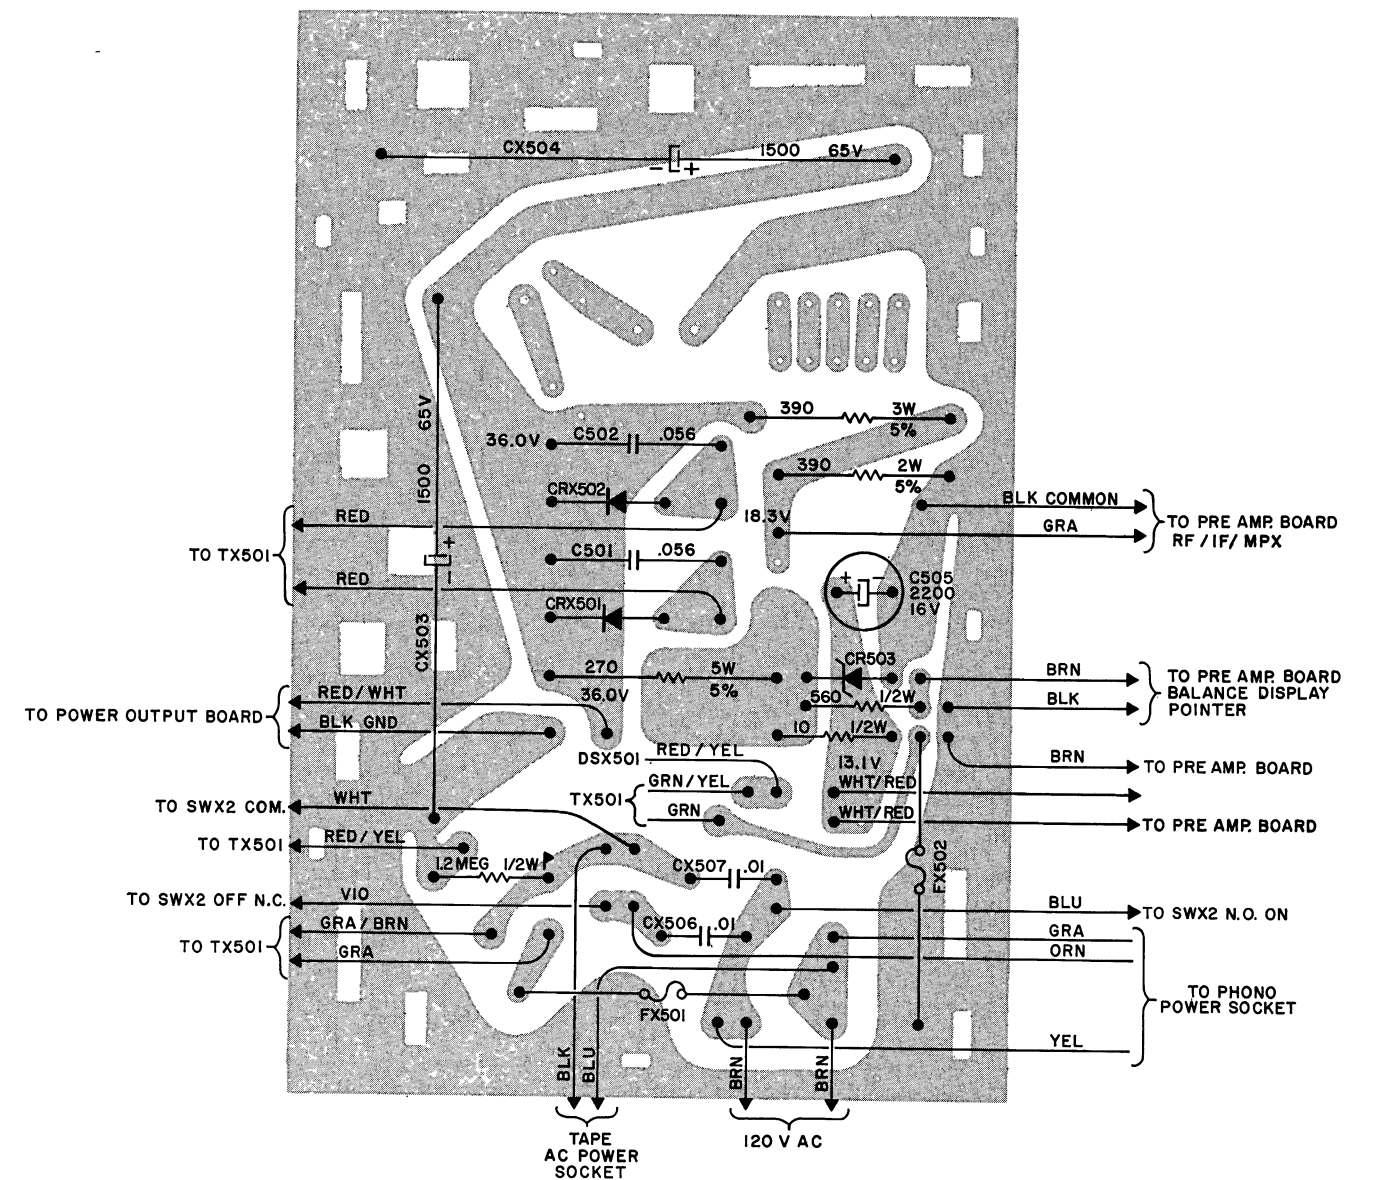 CX504 1500 65V
- +
65V
1500
+
-
CX503
390 3W
5%
36.0V C502 .056
390 2W
5%
CRX502
18.3V
BLK COMMON
GRA
TO PRE AMP. BOARD
RF/IF/MPX
RED
TO TX501
RED
C501 .056
CRX501
+ -
C505
2200
16V
270 5W
5%
36.0V
CR503
560 1/2W
10 1/2W
13.1V
BRN
BLK
TO PRE AMP. BOARD
BALANCE DISPLAY
POINTER
RED/WHT
TO POWER OUTPUT BOARD
BLK GND
DSX501
RED/YEL
TX501
GRN/YEL
GRN
WHT/RED
WHT/RED
BRN
TO PRE AMP. BOARD
TO PRE AMP. BOARD
TO SWX2 COM.
WHT
TO TX501
RED/YEL
1.2 MEG 1/2W
CX507 .01
FX502
TO SWX2 OFF N.C.
VIO
BLU
TO SWX2 N.O. ON
TO TX501
GRA/BRN
GRA
CX506 .01
GRA
ORN
TO PHONO
POWER SOCKET
FX501
YEL
BLK
BLU
BRN
BRN
TAPE
AC POWER
SOCKET
120 V AC